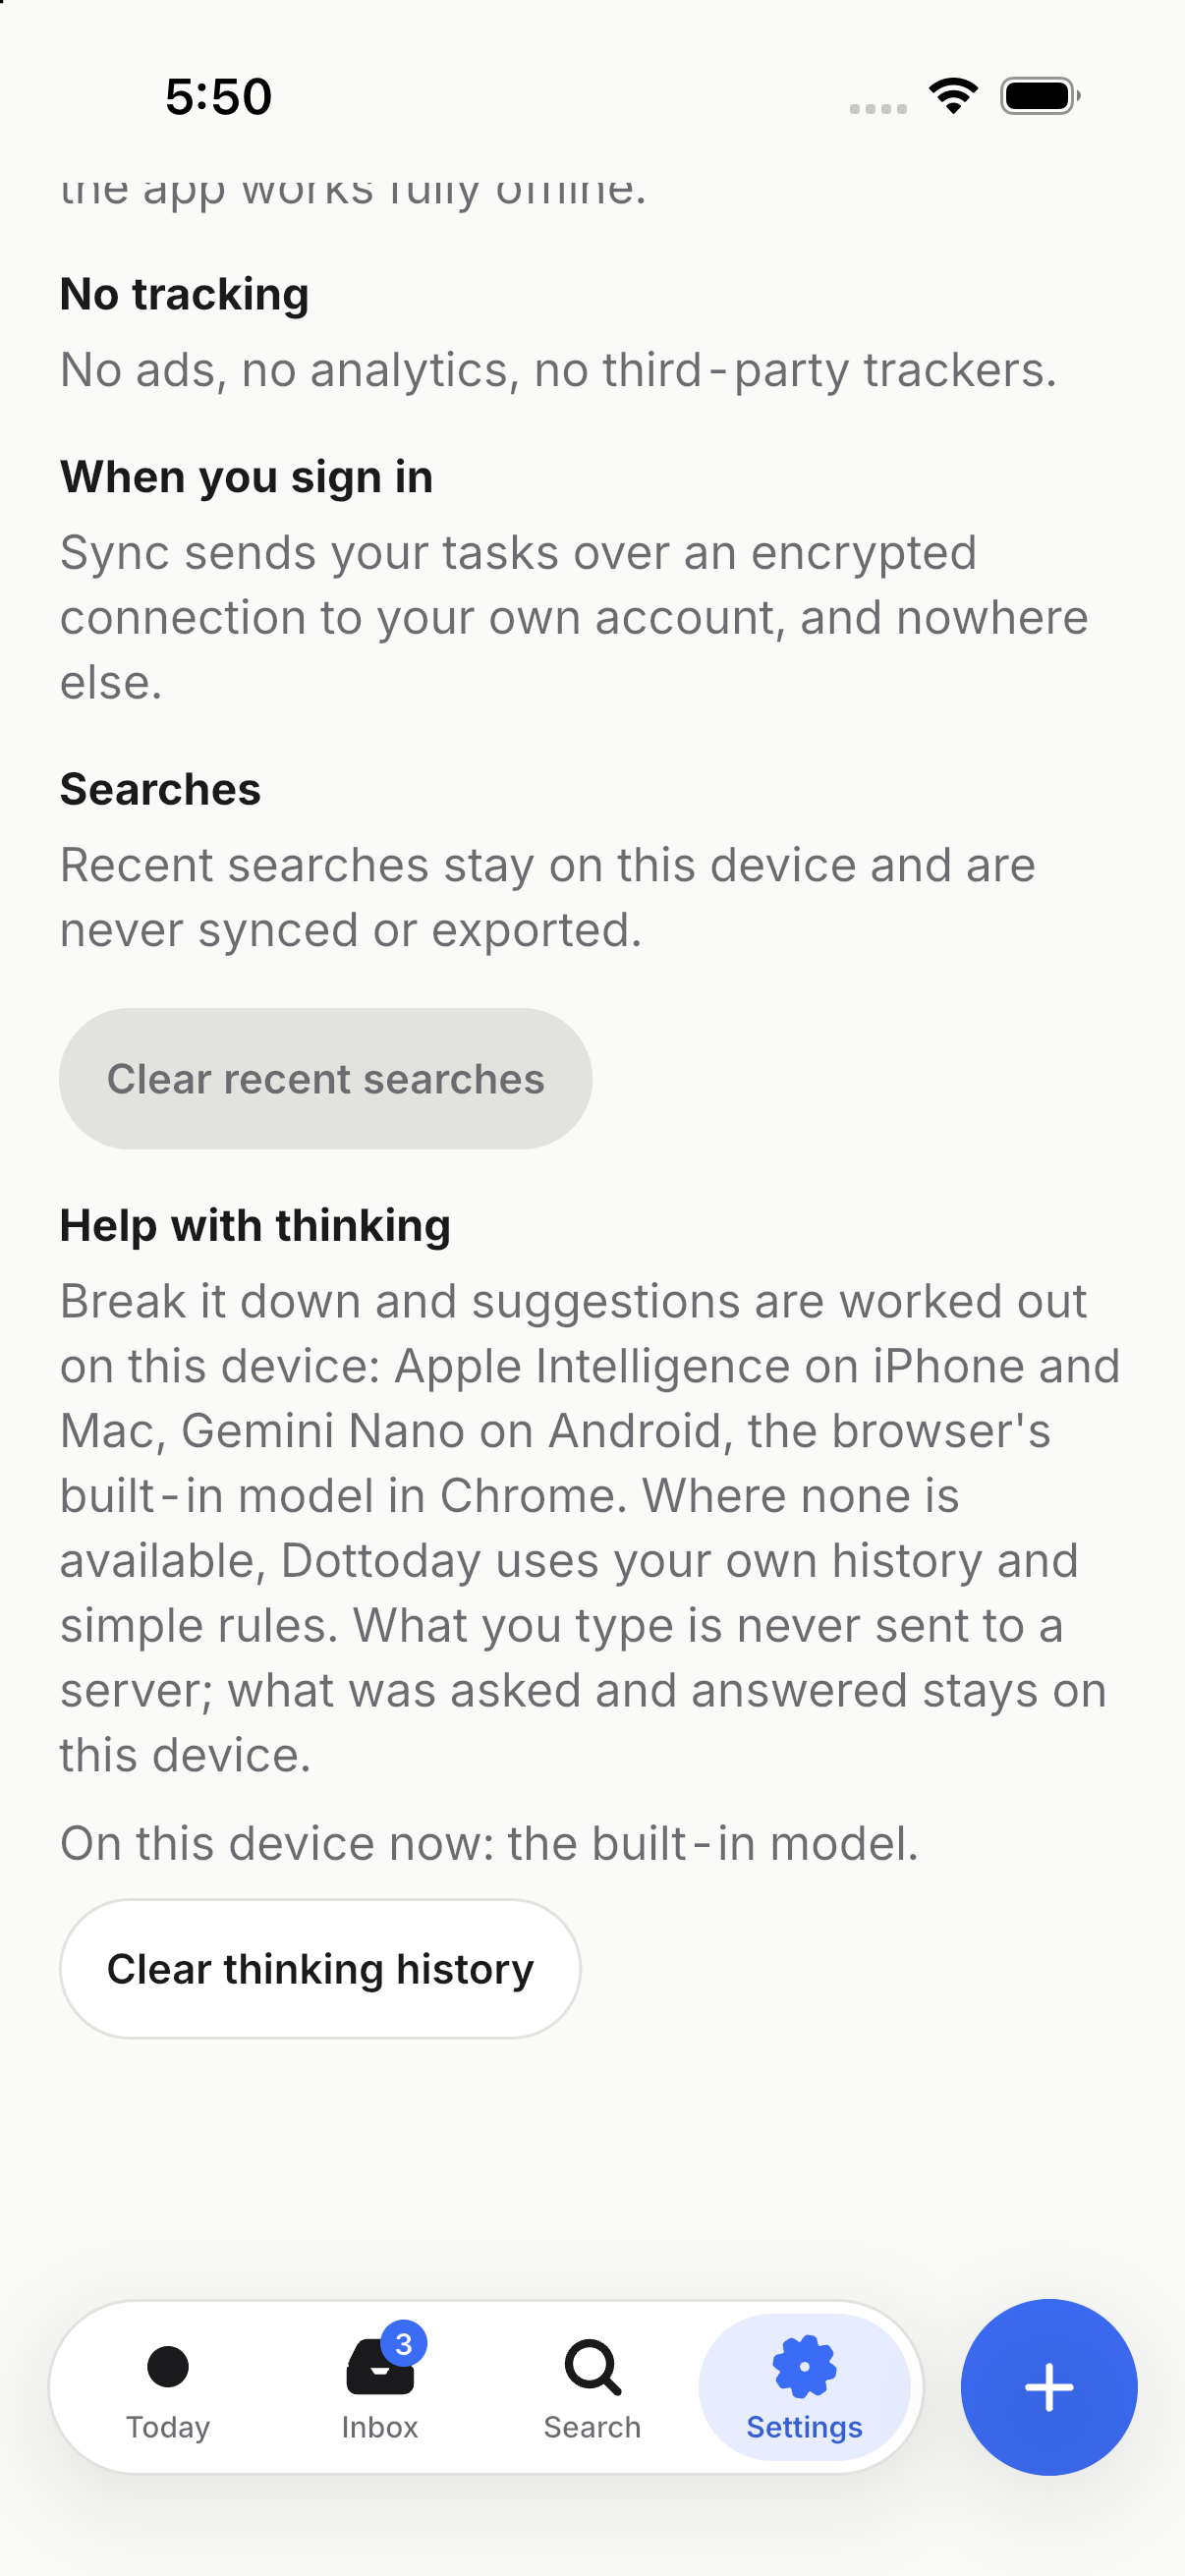 5:50
the app works fully offline.
No tracking
No ads, no analytics, no third-party trackers.
When you sign in
Sync sends your tasks over an encrypted
connection to your own account, and nowhere
else.
Searches
Recent searches stay on this device and are
never synced or exported.
Clear recent searches
Help with thinking
Break it down and suggestions are worked out
on this device: Apple Intelligence on iPhone and
Mac, Gemini Nano on Android, the browser's
built-in model in Chrome. Where none is
available, Dottoday uses your own history and
simple rules. What you type is never sent to a
server; what was asked and answered stays on
this device.
On this device now: the built-in model.
Clear thinking history
3
Today
Inbox
Search
Settings